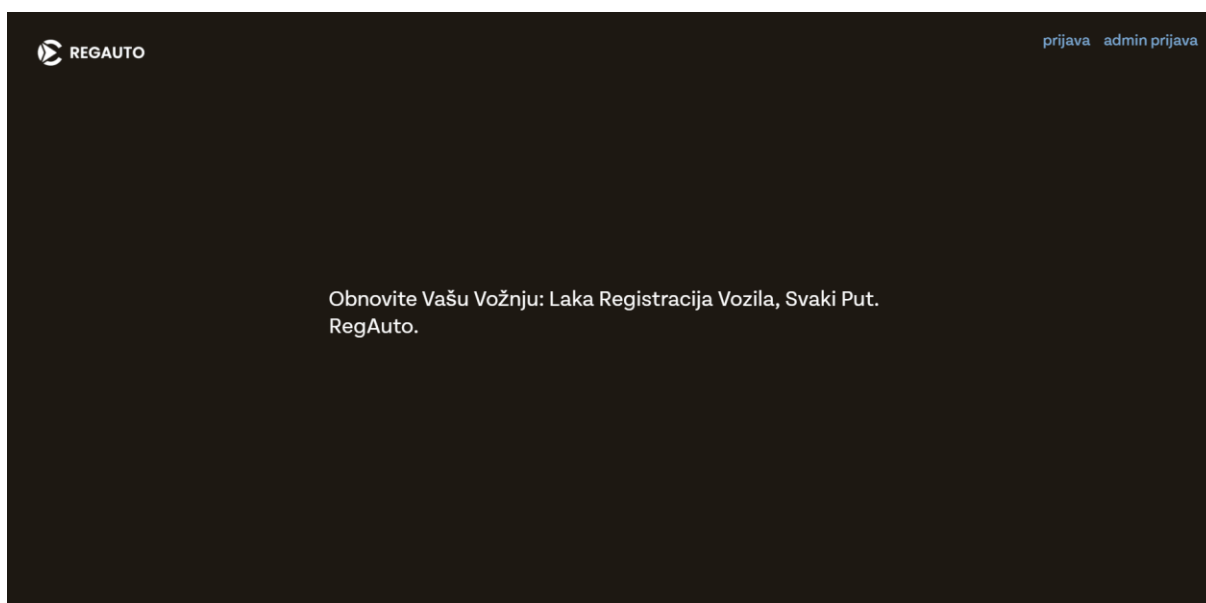 REGAUTO
prijava admin prijava
Obnovite Vašu Vožnju: Laka Registracija Vozila, Svaki Put.
RegAuto.